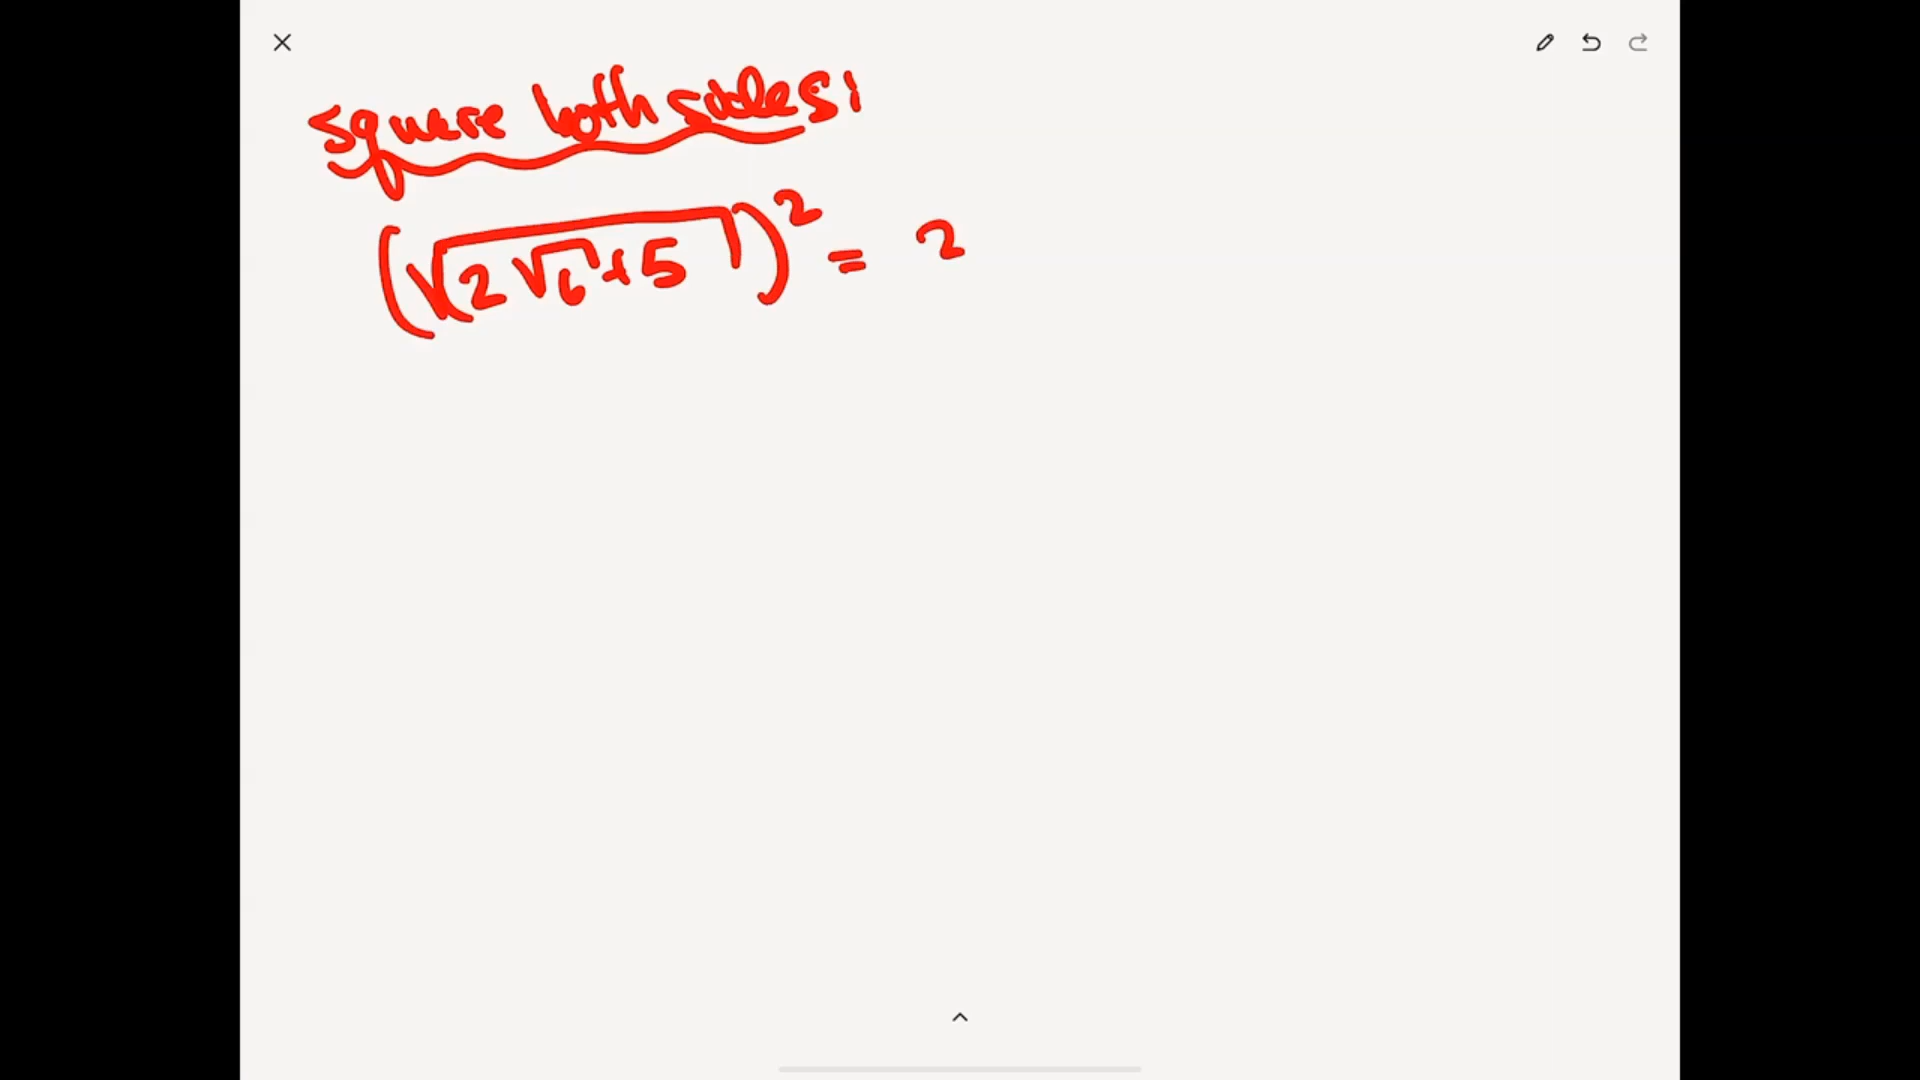 Square both sides:
(√(2√6+5))² = 2